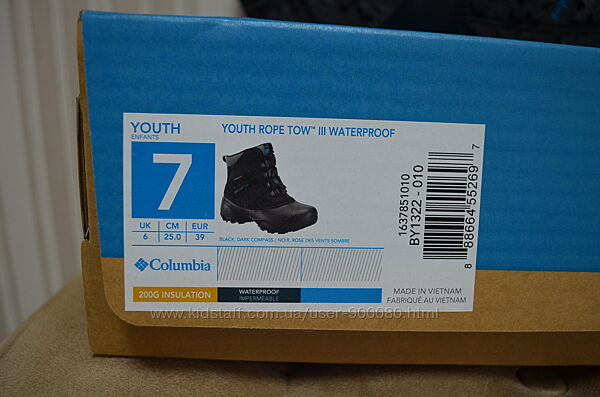 YOUTH
ENFANTS
7
UK CM EUR
6 25.0 39
Columbia
200G INSULATION
YOUTH ROPE TOW™ III WATERPROOF
BLACK, DARK COMPASS / NOIR, ROSE DES VENTS SOMBRE
WATERPROOF
IMPERMÉABLE
1637851010
BY1322 - 010
8 88664 55269 7
MADE IN VIETNAM
FABRIQUÉ AU VIETNAM
www.kidstaff.com.ua/user-900080.html